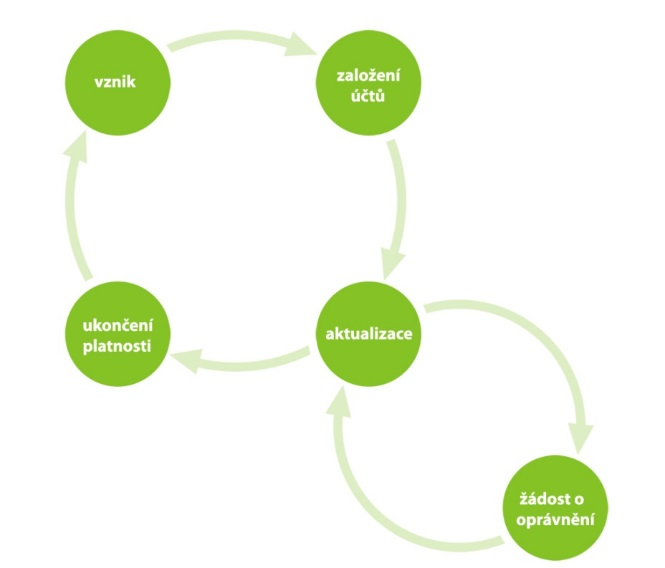 vznik
založení
účtů
ukončení
platnosti
aktualizace
žádost o
oprávnění